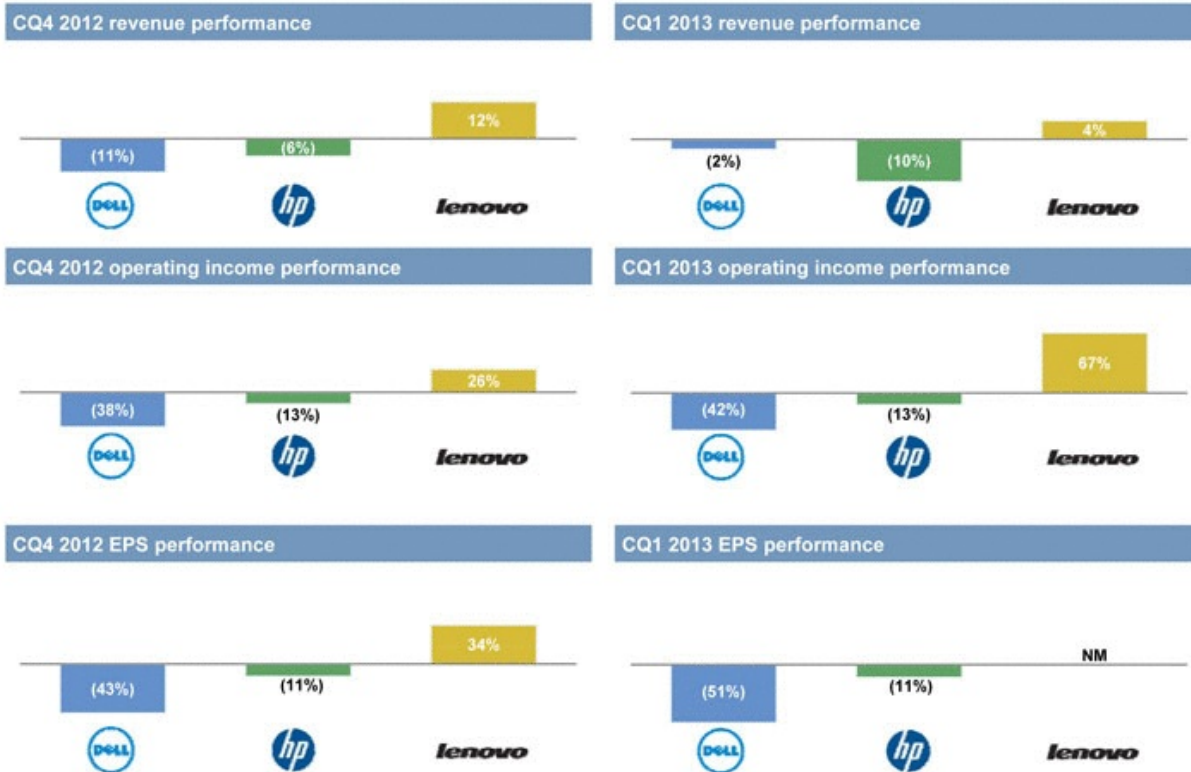 CQ4 2012 revenue performance
12%
(11%)
(6%)
DELL
hp
lenovo
CQ1 2013 revenue performance
4%
(2%)
(10%)
DELL
hp
lenovo
CQ4 2012 operating income performance
26%
(38%)
(13%)
DELL
hp
lenovo
CQ1 2013 operating income performance
67%
(42%)
(13%)
DELL
hp
lenovo
CQ4 2012 EPS performance
34%
(43%)
(11%)
DELL
hp
lenovo
CQ1 2013 EPS performance
NM
(51%)
(11%)
DELL
hp
lenovo